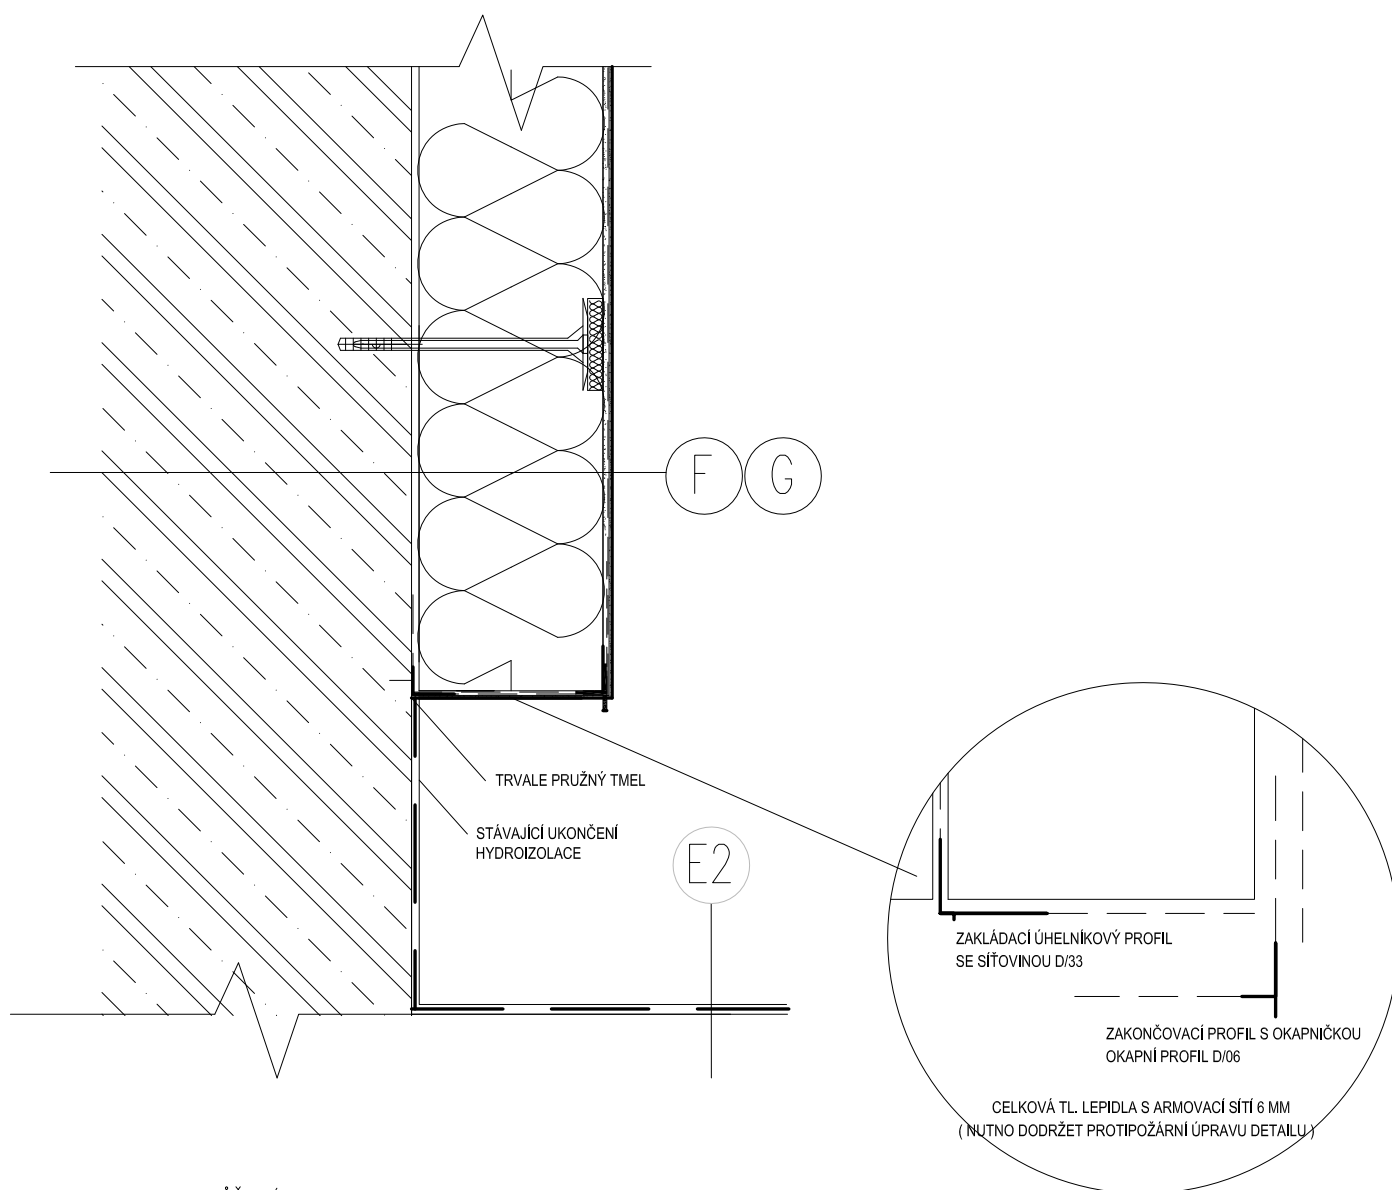 F
G
TRVALE PRUŽNÝ TMEL
STÁVAJÍCÍ UKONČENÍ
HYDROIZOLACE
E2
ZAKLÁDACÍ ÚHELNÍKOVÝ PROFIL
SE SÍŤOVINOU D/33
ZAKONČOVACÍ PROFIL S OKAPNIČKOU
OKAPNÍ PROFIL D/06
CELKOVÁ TL. LEPIDLA S ARMOVACÍ SÍTÍ 6 MM
( NUTNO DODRŽET PROTIPOŽÁRNÍ ÚPRAVU DETAILU )